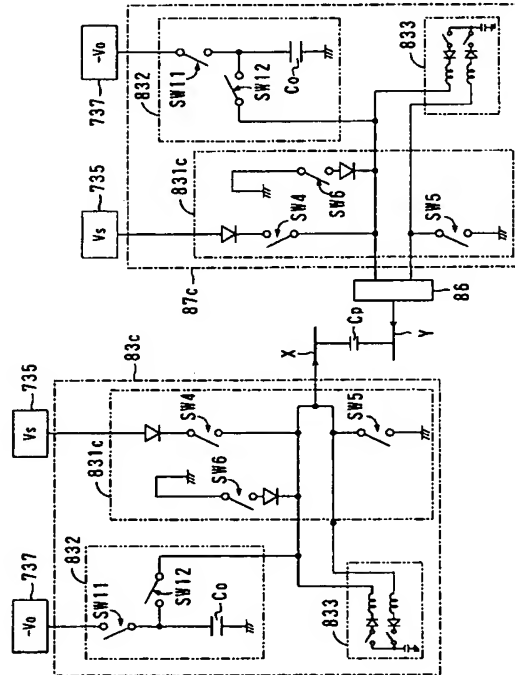 737
-Vo
735
Vs
83c
832
SW11
SW12
Co
831c
SW6
SW4
SW5
833
X
Cp
Y
86
735
Vs
737
-Vo
87c
831c
SW4
SW6
SW5
832
SW11
SW12
Co
833